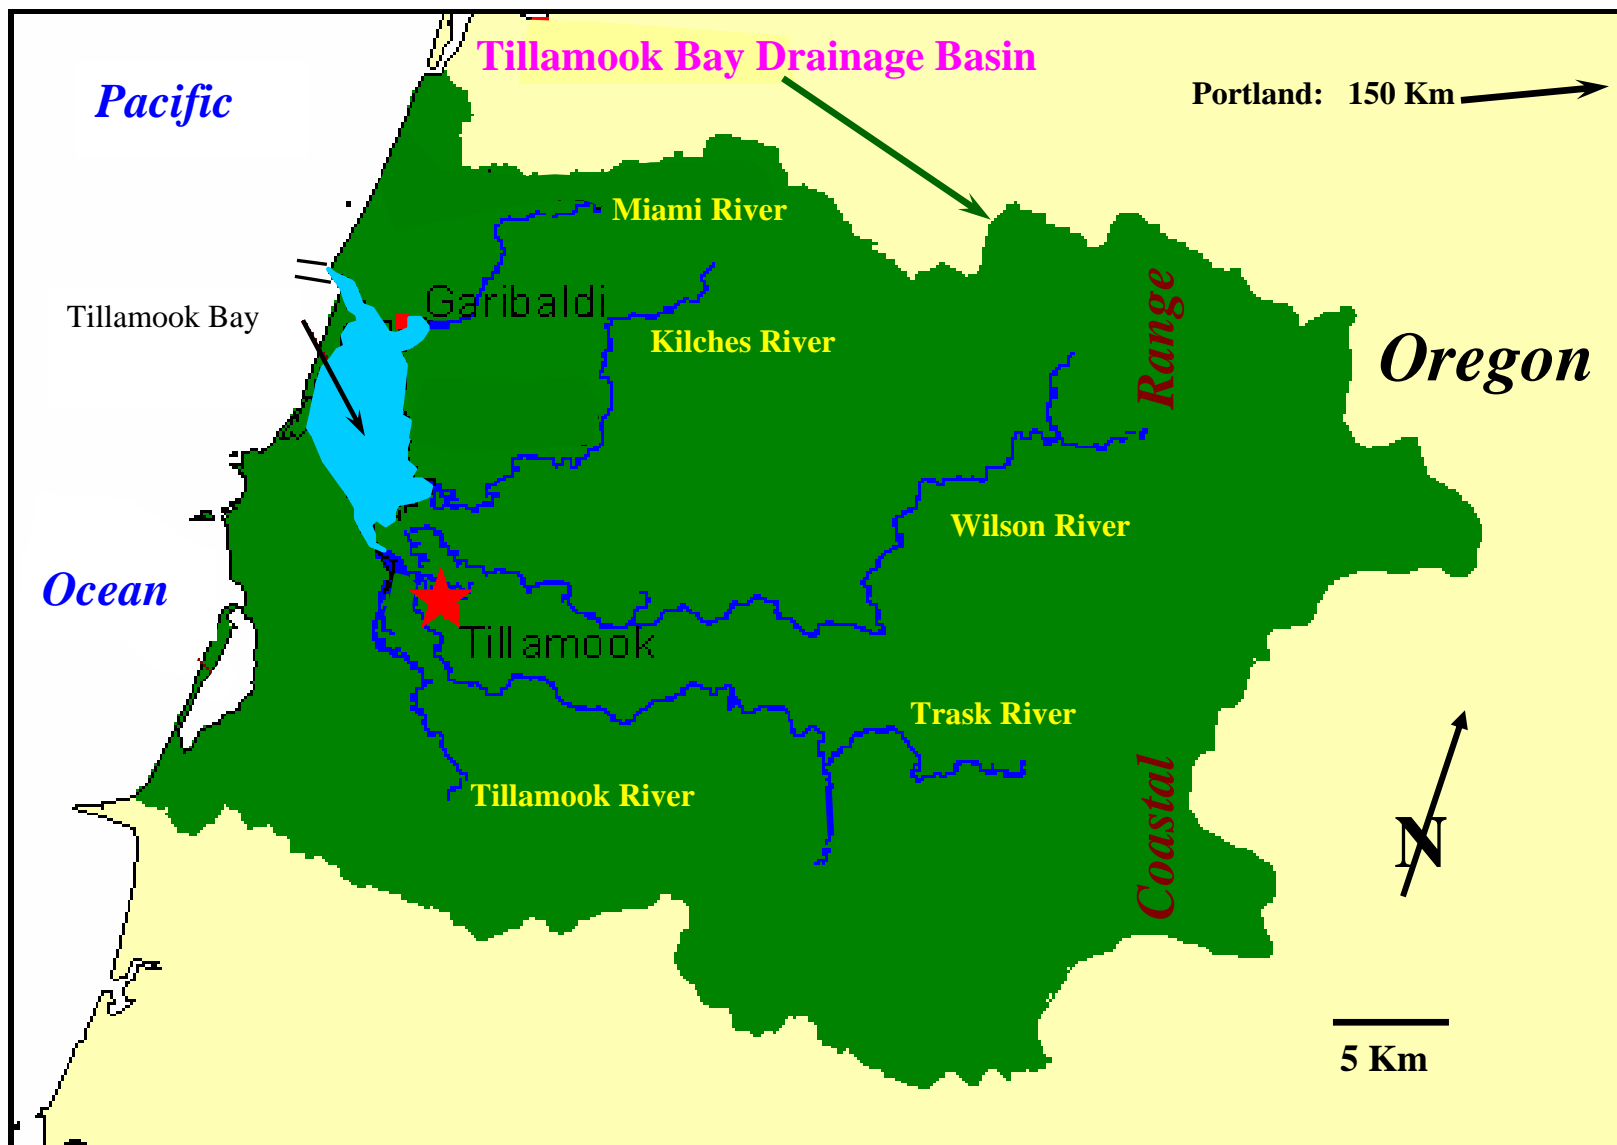 Tillamook Bay Drainage Basin
Pacific
Portland: 150 Km
Miami River
Garibaldi
Tillamook Bay
Kilches River
Range
Oregon
Wilson River
Ocean
Tillamook
Trask River
Tillamook River
Coastal
N
5 Km